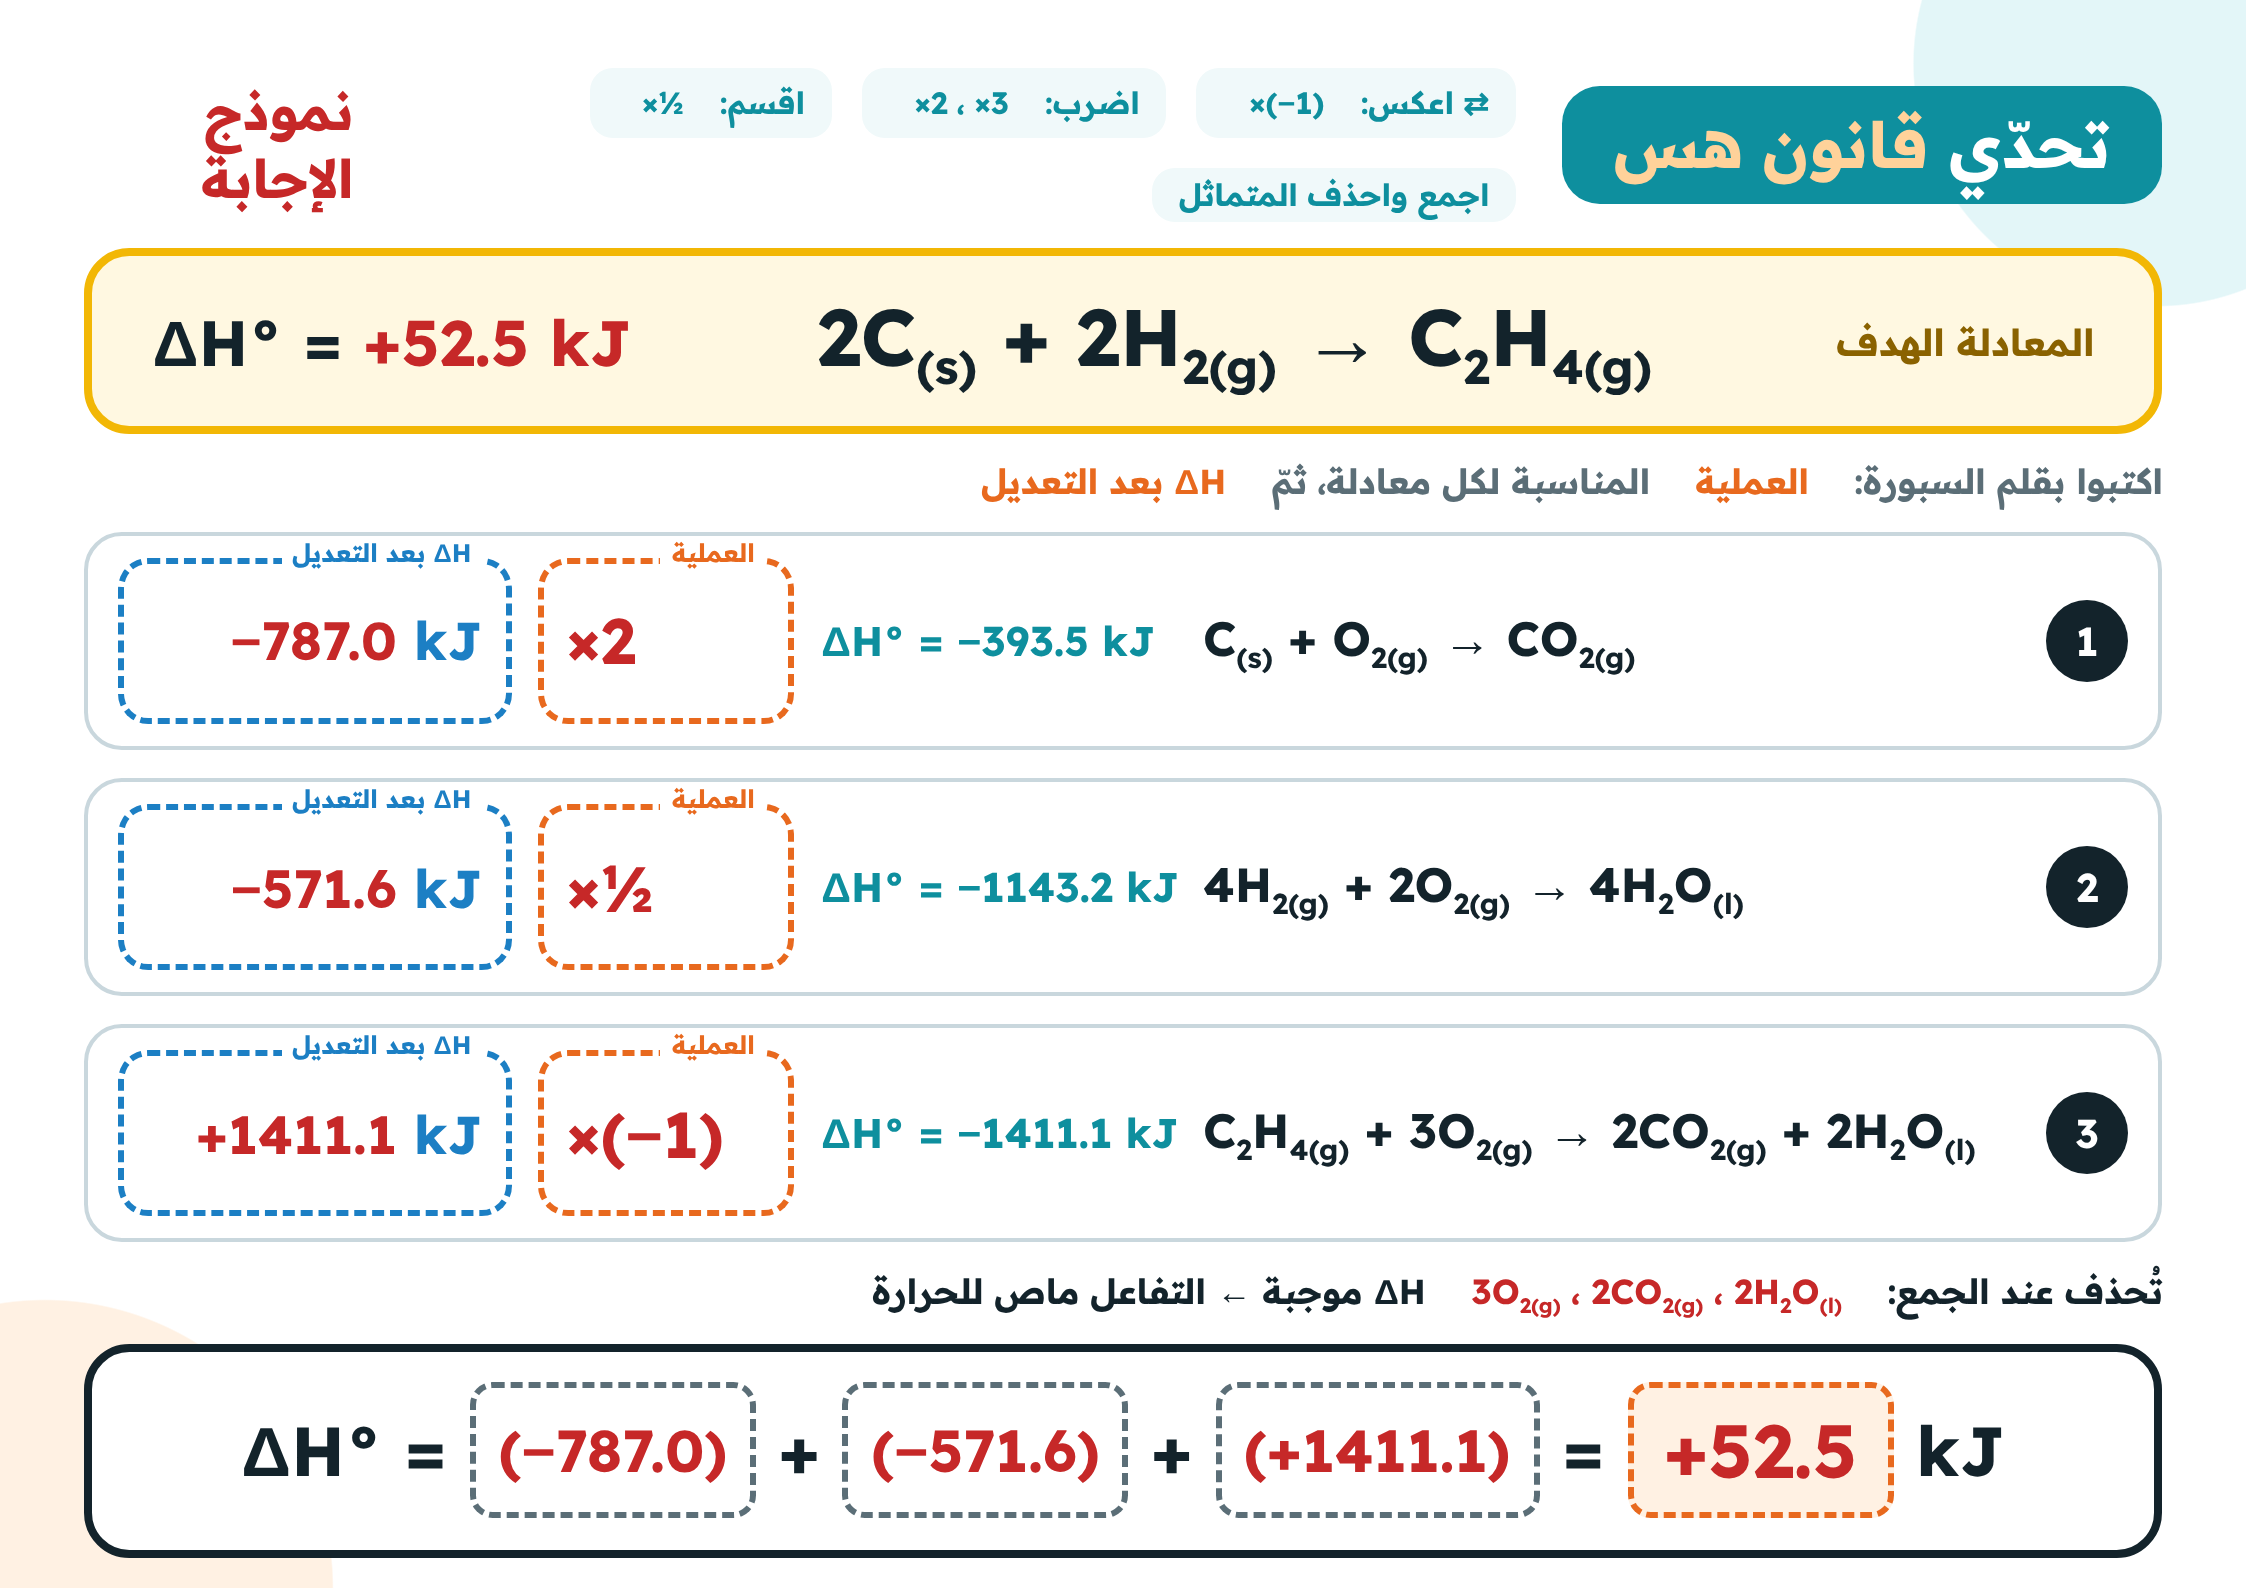 تحدّي قانون هس
⇄ اعكس: ×(−1)
اضرب: ×2 ، ×3
اقسم: ×½
اجمع واحذف المتماثل
نموذج
الإجابة
المعادلة الهدف
2C(s) + 2H2(g) → C2H4(g)
ΔH° = +52.5 kJ
اكتبوا بقلم السبورة: العملية المناسبة لكل معادلة، ثمّ ΔH بعد التعديل
1
C(s) + O2(g) → CO2(g)
ΔH° = −393.5 kJ
العملية
×2
ΔH بعد التعديل
−787.0 kJ
2
4H2(g) + 2O2(g) → 4H2O(l)
ΔH° = −1143.2 kJ
العملية
×½
ΔH بعد التعديل
−571.6 kJ
3
C2H4(g) + 3O2(g) → 2CO2(g) + 2H2O(l)
ΔH° = −1411.1 kJ
العملية
×(−1)
ΔH بعد التعديل
+1411.1 kJ
تُحذف عند الجمع: 3O2(g) ، 2CO2(g) ، 2H2O(l) ΔH موجبة ← التفاعل ماص للحرارة
ΔH° = (−787.0) + (−571.6) + (+1411.1) = +52.5 kJ